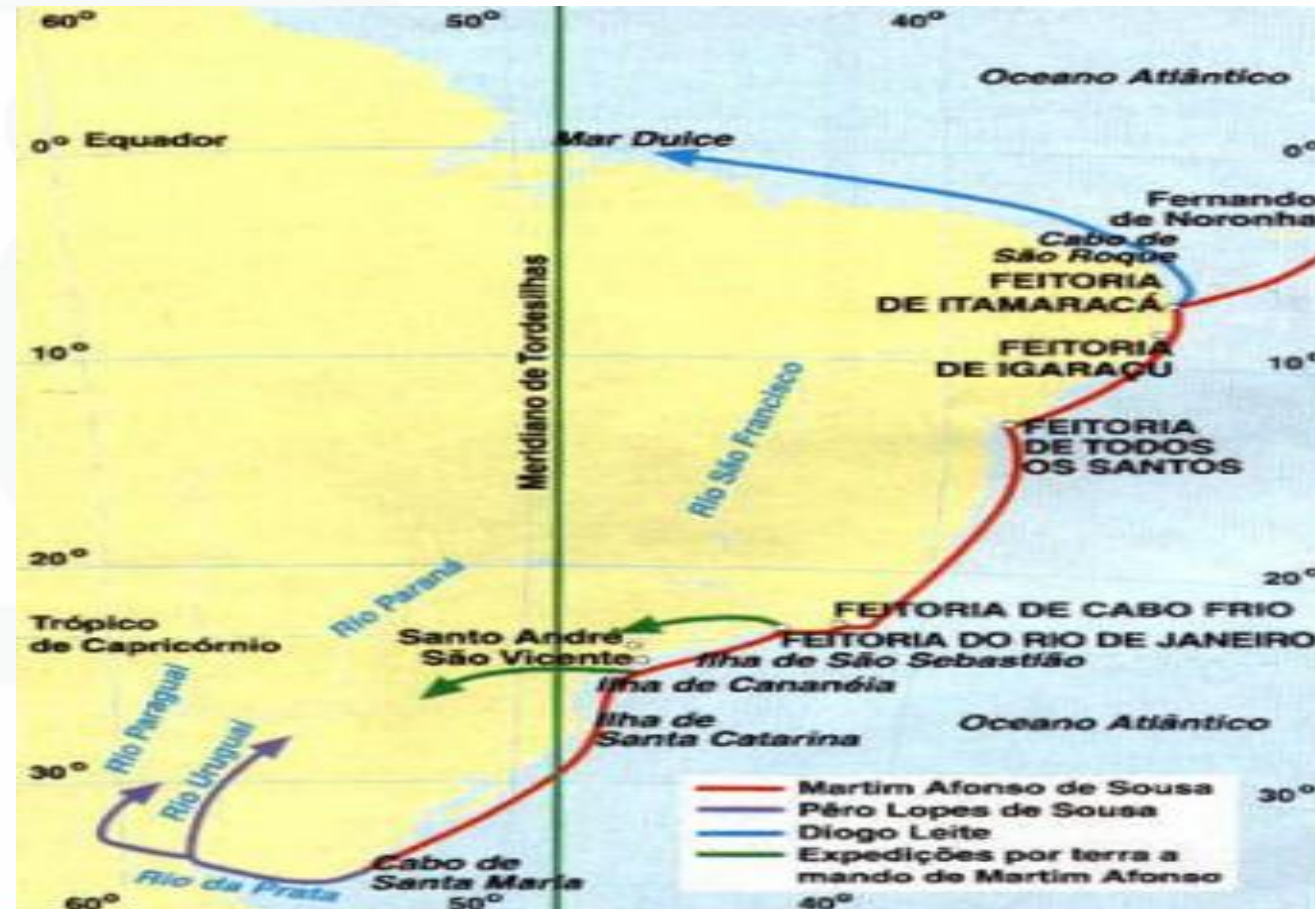 60°
50°
40°
Oceano Atlântico
0° Equador
Mar Dulce
0°
Fernando
de Noronha
Cabo de
São Roque
FEITORIA
DE ITAMARACÁ
10°
FEITORIA
DE IGARAÇU
10°
Meridiano de Tordesilhas
Rio São Francisco
FEITORIA
DE TODOS
OS SANTOS
20°
20°
Rio Paraná
FEITORIA DE CABO FRIO
Trópico
de Capricórnio
Santo André
FEITORIA DO RIO DE JANEIRO
São Vicente
Ilha de São Sebastião
Ilha de Cananéia
Rio Paraguai
Rio Uruguai
Ilha de
Santa Catarina
Oceano Atlântico
30°
30°
Martim Afonso de Sousa
Pêro Lopes de Sousa
Diogo Leite
Expedições por terra a
mando de Martim Afonso
Cabo de
Santa Maria
Rio da Prata
60°
50°
40°